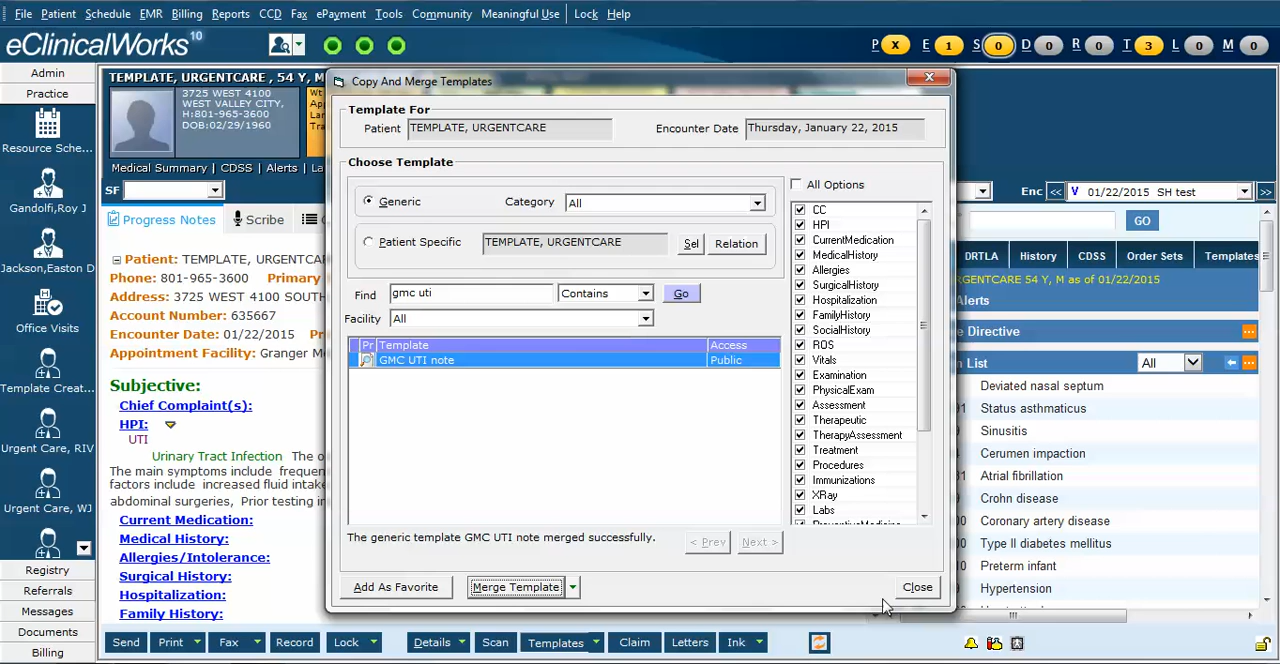 File Patient Schedule EMR Billing Reports CCD Fax ePayment Tools Community Meaningful Use Lock Help
eClinicalWorks 10
P X E 1 S 0 D 0 R 0 T 3 L 0 M 0
Admin
Practice
Resource Sche...
Gandolfi,Roy J
Jackson,Easton D
Office Visits
Template Creat...
Urgent Care, RIV
Urgent Care, WJ
Registry
Referrals
Messages
Documents
Billing
TEMPLATE, URGENTCARE , 54 Y, M
3725 WEST 4100
WEST VALLEY CITY,
H:801-965-3600
DOB:02/29/1960
Wt
App
Lan
Tra
Medical Summary | CDSS | Alerts | La
SF
Progress Notes Scribe
Patient: TEMPLATE, URGENTCARE
Phone: 801-965-3600 Primary
Address: 3725 WEST 4100 SOUTH
Account Number: 635667
Encounter Date: 01/22/2015 Pr
Appointment Facility: Granger M
Subjective:
Chief Complaint(s):
HPI:
UTI
Urinary Tract Infection The o
The main symptoms include frequen
factors include increased fluid intak
abdominal surgeries, Prior testing i
Current Medication:
Medical History:
Allergies/Intolerance:
Surgical History:
Hospitalization:
Family History:
Copy And Merge Templates
Template For
Patient TEMPLATE, URGENTCARE Encounter Date Thursday, January 22, 2015
Choose Template
Generic Category All
Patient Specific TEMPLATE, URGENTCARE Sel Relation
Find gmc uti Contains Go
Facility All
Pr Template Access
GMC UTI note Public
The generic template GMC UTI note merged successfully. < Prev Next >
Add As Favorite Merge Template Close
All Options
CC
HPI
CurrentMedication
MedicalHistory
Allergies
SurgicalHistory
Hospitalization
FamilyHistory
SocialHistory
ROS
Vitals
Examination
PhysicalExam
Assessment
Therapeutic
TherapyAssessment
Treatment
Procedures
Immunizations
XRay
Labs
PreventiveMedicine
Enc << V 01/22/2015 SH test >>
GO
DRTLA History CDSS Order Sets Templates
RGENTCARE 54 Y, M as of 01/22/2015
Alerts
e Directive
List All
Deviated nasal septum
Status asthmaticus
Sinusitis
Cerumen impaction
Atrial fibrillation
Crohn disease
Coronary artery disease
Type II diabetes mellitus
Preterm infant
Hypertension
Send Print Fax Record Lock Details Scan Templates Claim Letters Ink